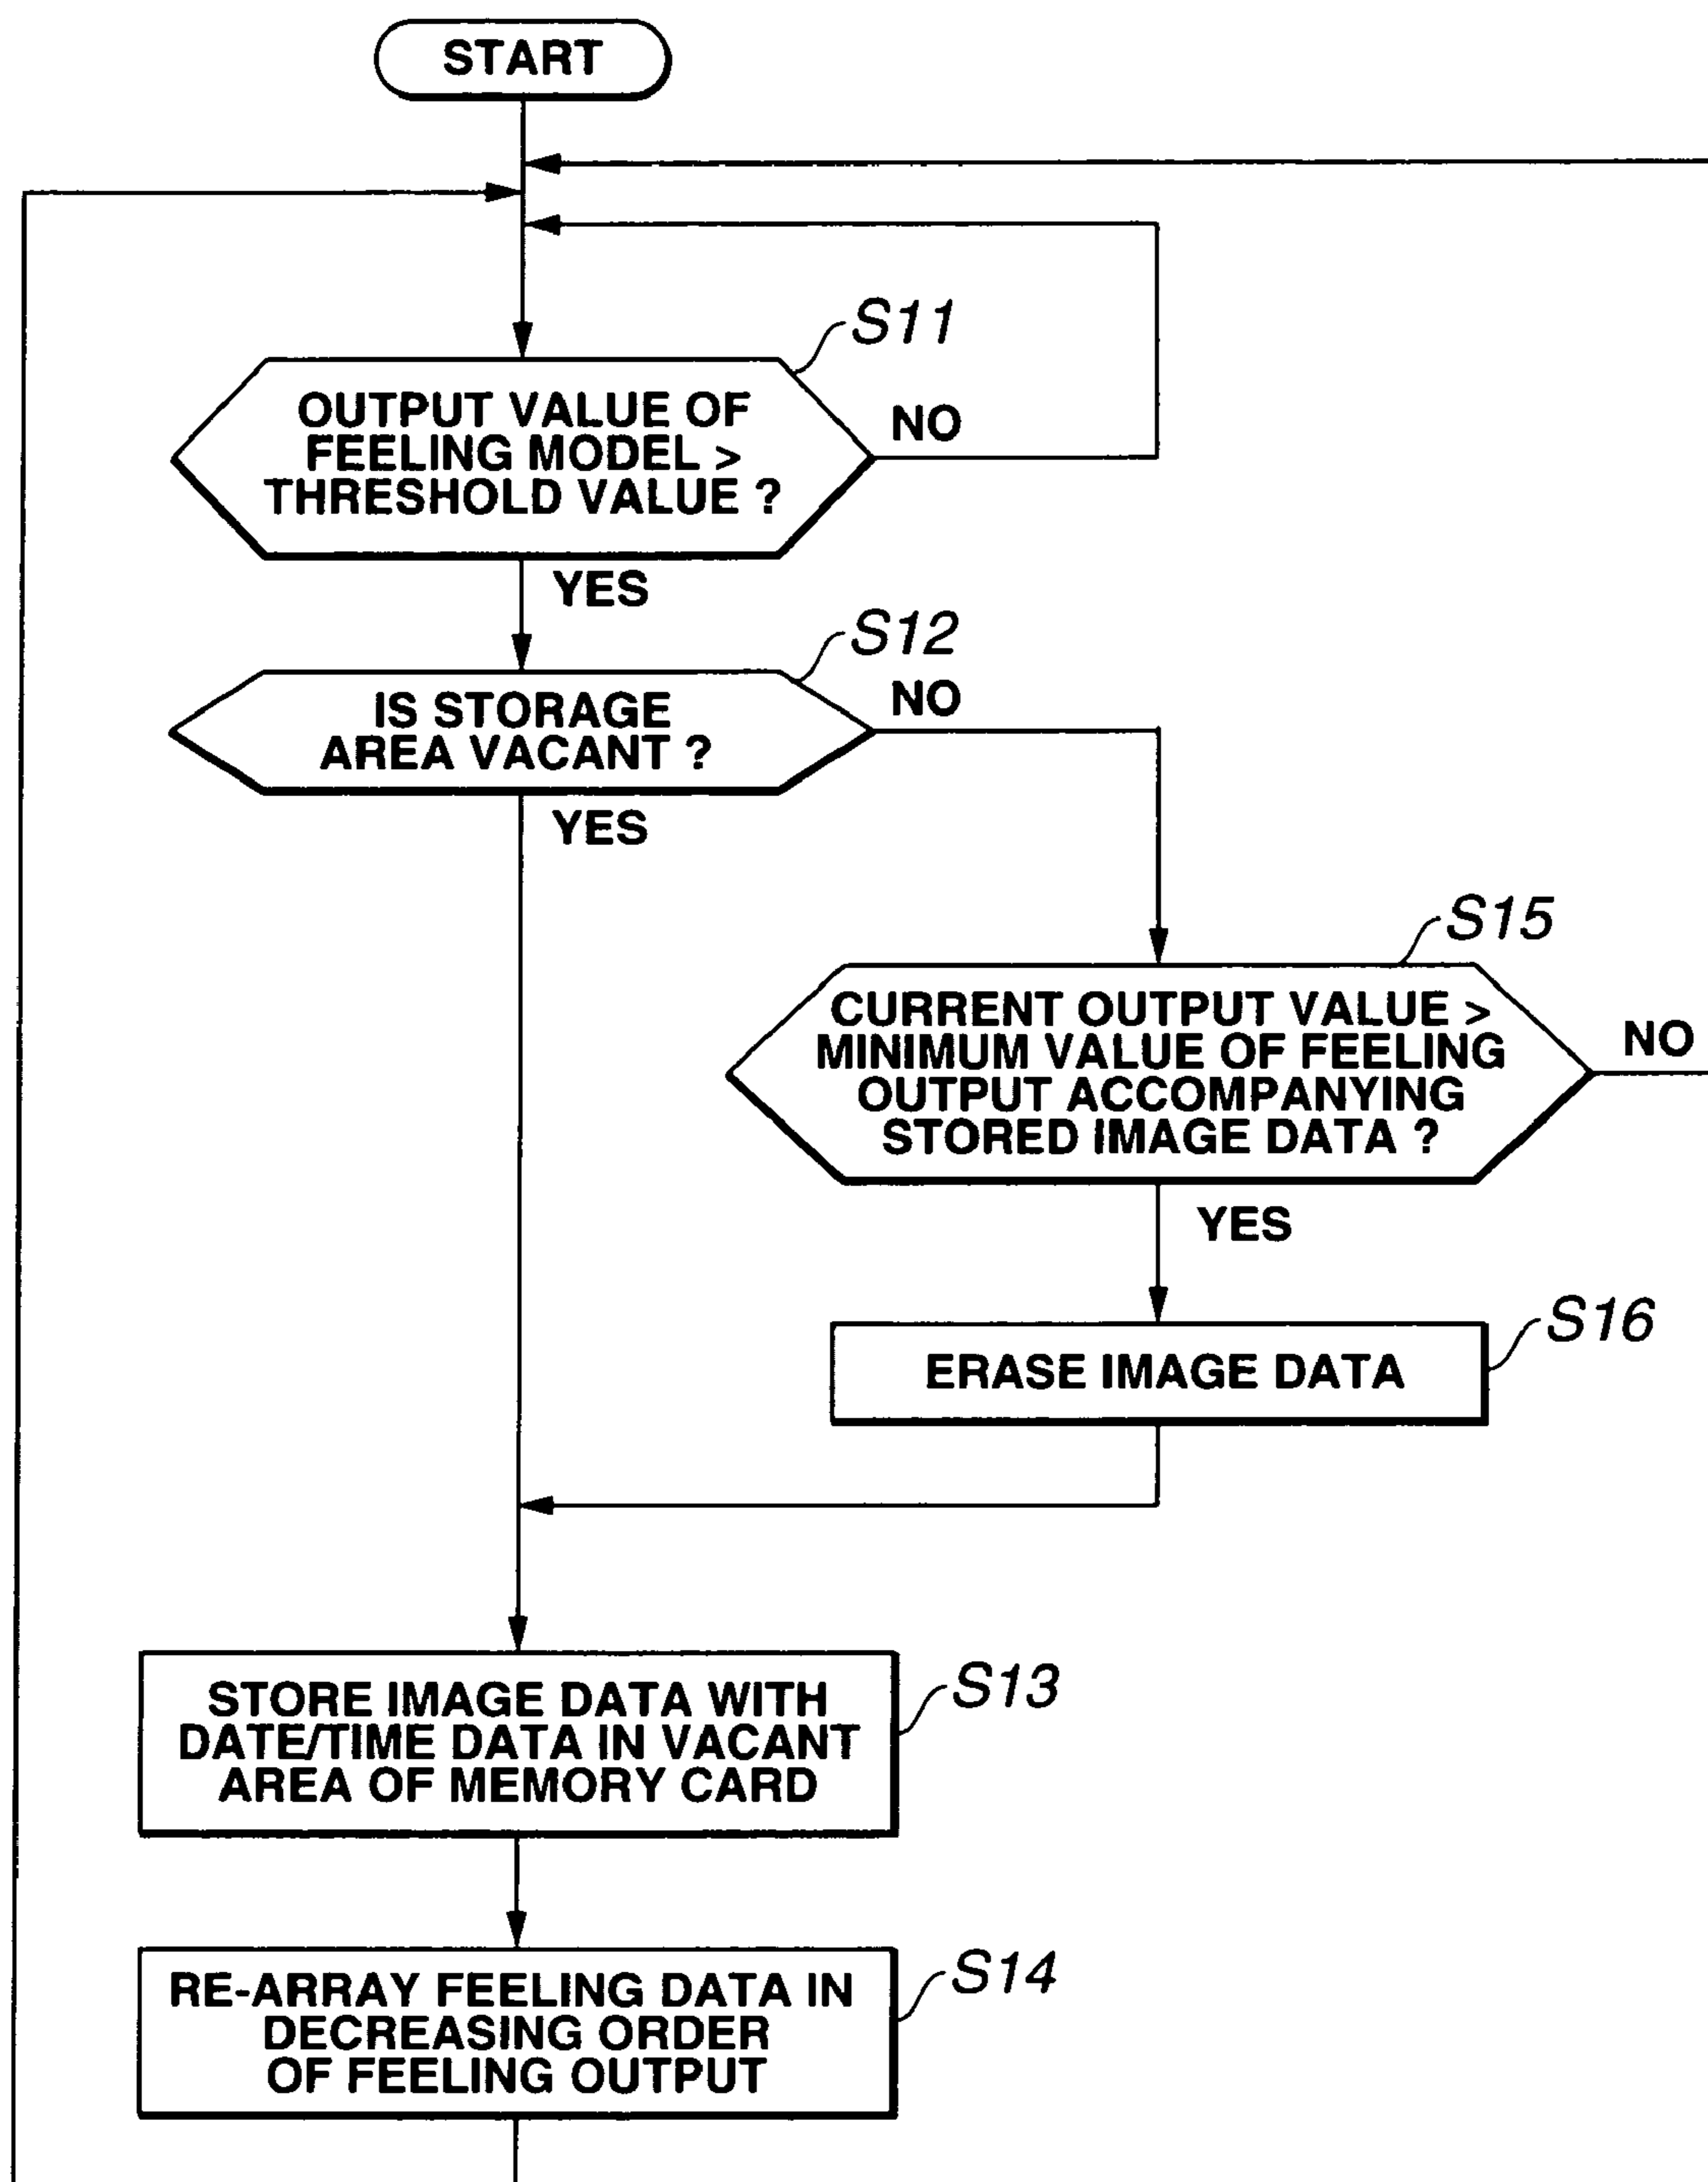 START
S11
OUTPUT VALUE OF
FEELING MODEL >
THRESHOLD VALUE ?
NO
YES
S12
IS STORAGE
AREA VACANT ?
NO
YES
S15
CURRENT OUTPUT VALUE >
MINIMUM VALUE OF FEELING
OUTPUT ACCOMPANYING
STORED IMAGE DATA ?
NO
YES
S16
ERASE IMAGE DATA
S13
STORE IMAGE DATA WITH
DATE/TIME DATA IN VACANT
AREA OF MEMORY CARD
S14
RE-ARRAY FEELING DATA IN
DECREASING ORDER
OF FEELING OUTPUT